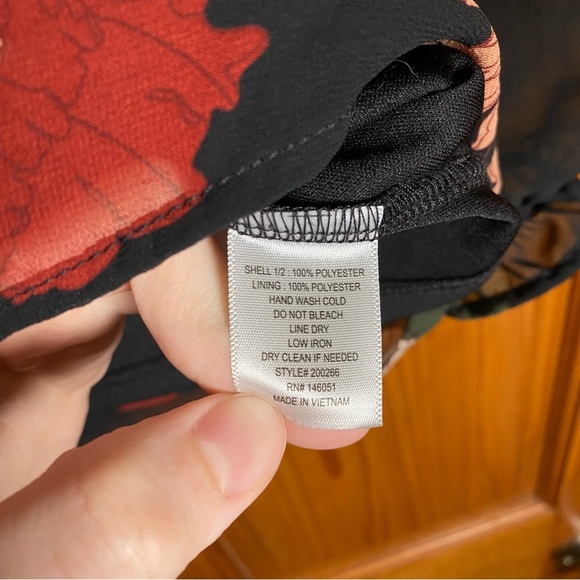 SHELL 1/2 : 100% POLYESTER
LINING : 100% POLYESTER
HAND WASH COLD
DO NOT BLEACH
LINE DRY
LOW IRON
DRY CLEAN IF NEEDED
STYLE# 200266
RN# 146051
MADE IN VIETNAM